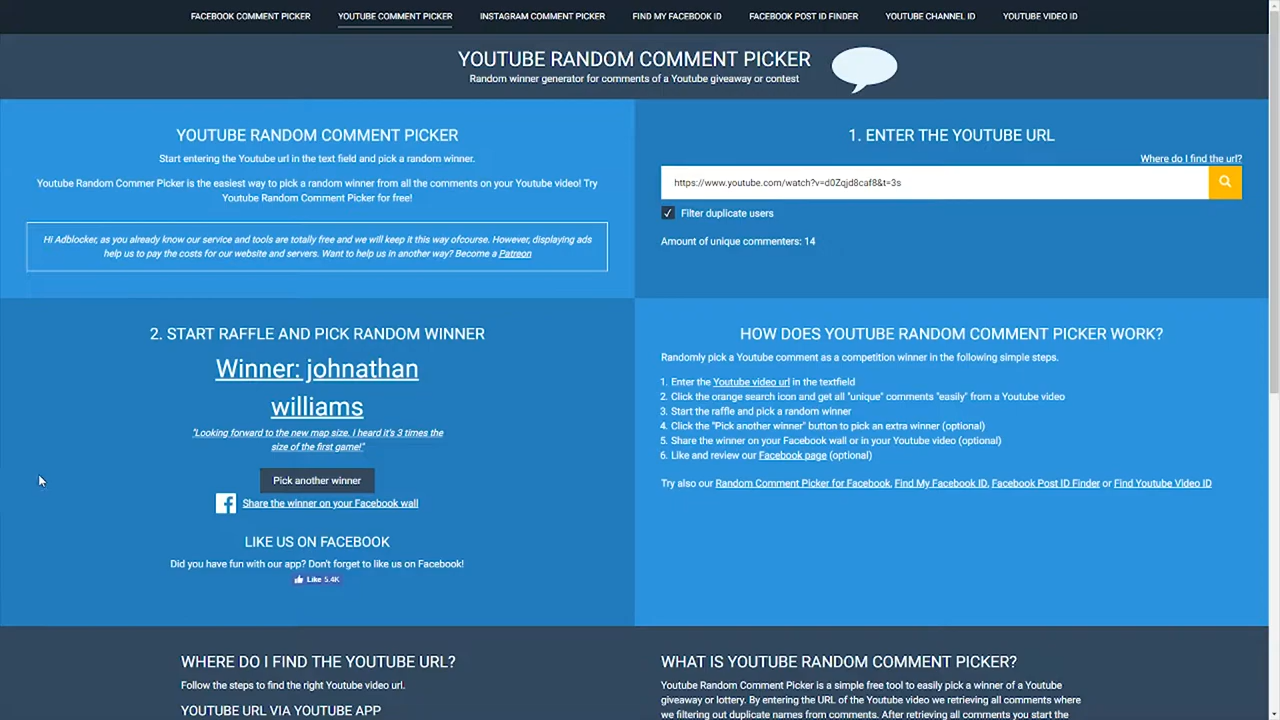 FACEBOOK COMMENT PICKER YOUTUBE COMMENT PICKER INSTAGRAM COMMENT PICKER FIND MY FACEBOOK ID FACEBOOK POST ID FINDER YOUTUBE CHANNEL ID YOUTUBE VIDEO ID
YOUTUBE RANDOM COMMENT PICKER
Random winner generator for comments of a Youtube giveaway or contest
YOUTUBE RANDOM COMMENT PICKER
Start entering the Youtube url in the text field and pick a random winner.
Youtube Random Commer Picker is the easiest way to pick a random winner from all the comments on your Youtube video! Try
Youtube Random Comment Picker for free!
Hi Adblocker, as you already know our service and tools are totally free and we will keep it this way ofcourse. However, displaying ads
help us to pay the costs for our website and servers. Want to help us in another way? Become a Patreon
1. ENTER THE YOUTUBE URL
Where do I find the url?
https://www.youtube.com/watch?v=d0Zqjd8caf8&t=3s
Filter duplicate users
Amount of unique commenters: 14
2. START RAFFLE AND PICK RANDOM WINNER
Winner: johnathan
williams
"Looking forward to the new map size. I heard it's 3 times the
size of the first game!"
Pick another winner
Share the winner on your Facebook wall
LIKE US ON FACEBOOK
Did you have fun with our app? Don't forget to like us on Facebook!
Like 5.4K
HOW DOES YOUTUBE RANDOM COMMENT PICKER WORK?
Randomly pick a Youtube comment as a competition winner in the following simple steps.
1. Enter the Youtube video url in the textfield
2. Click the orange search icon and get all "unique" comments "easily" from a Youtube video
3. Start the raffle and pick a random winner
4. Click the "Pick another winner" button to pick an extra winner (optional)
5. Share the winner on your Facebook wall or in your Youtube video (optional)
6. Like and review our Facebook page (optional)
Try also our Random Comment Picker for Facebook, Find My Facebook ID, Facebook Post ID Finder or Find Youtube Video ID
WHERE DO I FIND THE YOUTUBE URL?
Follow the steps to find the right Youtube video url.
YOUTUBE URL VIA YOUTUBE APP
WHAT IS YOUTUBE RANDOM COMMENT PICKER?
Youtube Random Comment Picker is a simple free tool to easily pick a winner of a Youtube
giveaway or lottery. By entering the URL of the Youtube video we retrieving all comments and
we filtering out duplicate names from comments. After retrieving all comments you start the